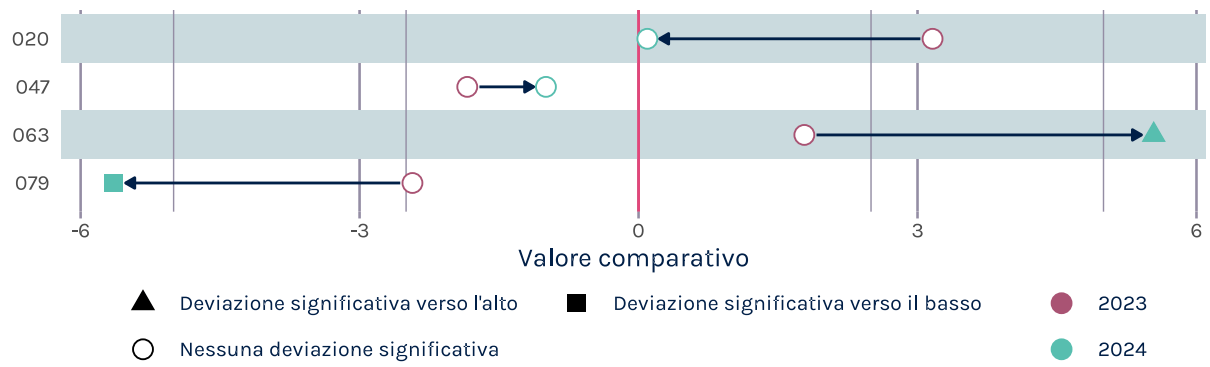 020
047
063
079
-6 -3 0 3 6
Valore comparativo
Deviazione significativa verso l'alto Deviazione significativa verso il basso 2023
Nessuna deviazione significativa 2024